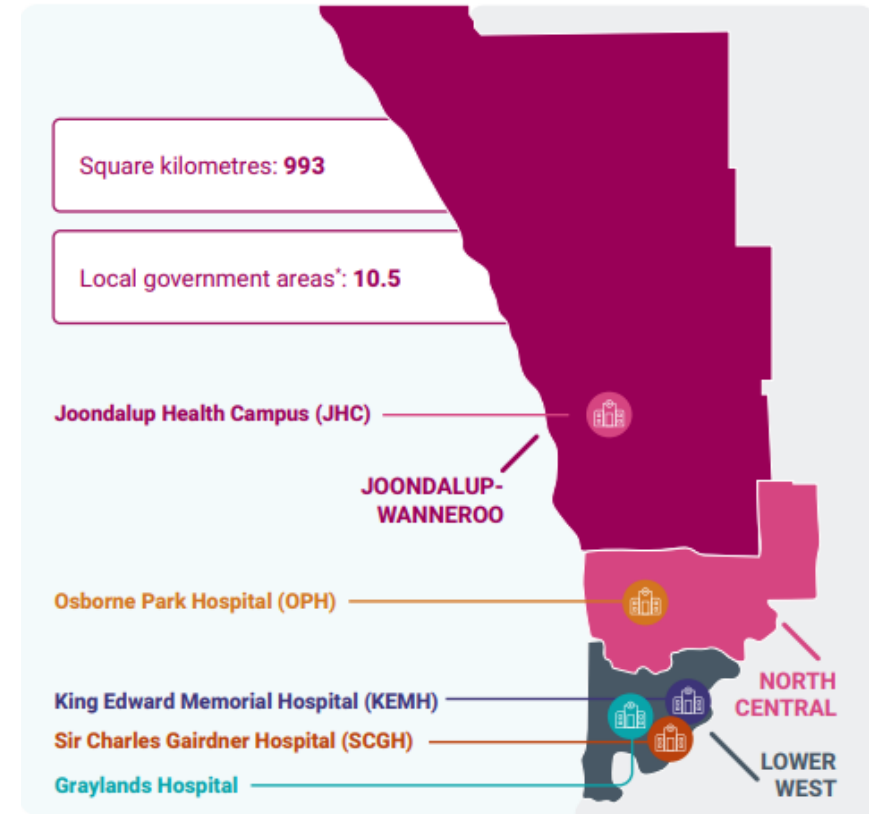 Square kilometres: 993
Local government areas*: 10.5
Joondalup Health Campus (JHC)
JOONDALUP-
WANNEROO
Osborne Park Hospital (OPH)
NORTH
CENTRAL
King Edward Memorial Hospital (KEMH)
Sir Charles Gairdner Hospital (SCGH)
LOWER
WEST
Graylands Hospital